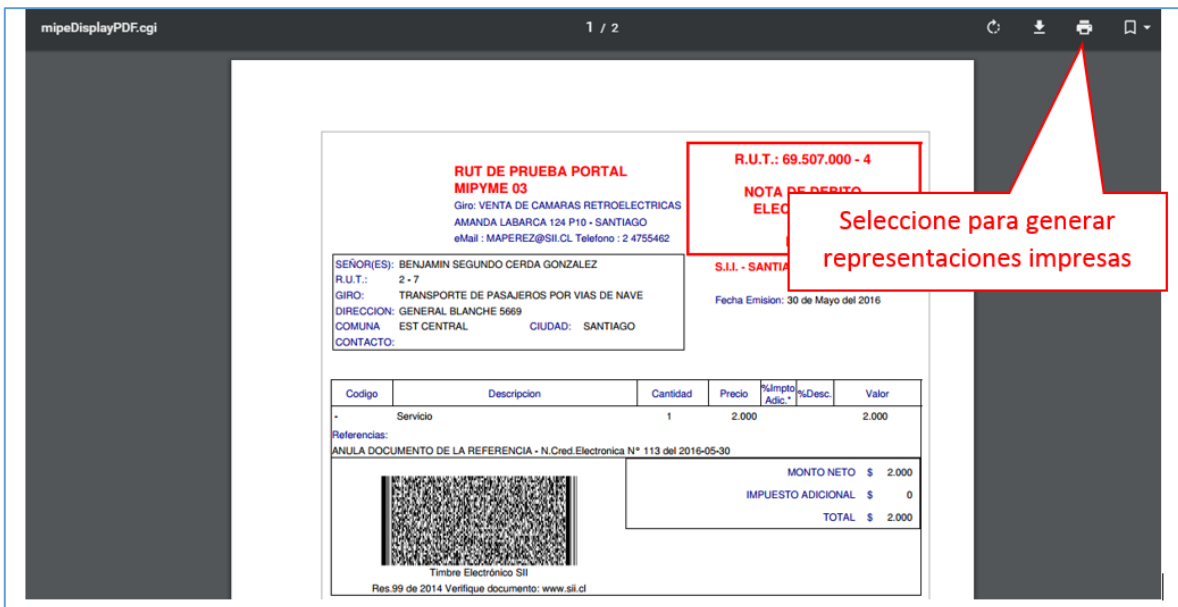 mipeDisplayPDF.cgi
1 / 2
RUT DE PRUEBA PORTAL
MIPYME 03
Giro: VENTA DE CAMARAS RETROELECTRICAS
AMANDA LABARCA 124 P10 - SANTIAGO
eMail : MAPEREZ@SII.CL Telefono : 2 4755462
R.U.T.: 69.507.000 - 4
NOTA DE DEBITO
ELEC
S.I.I. - SANTIA
Fecha Emision: 30 de Mayo del 2016
Seleccione para generar
representaciones impresas
SEÑOR(ES): BENJAMIN SEGUNDO CERDA GONZALEZ
R.U.T.: 2 - 7
GIRO: TRANSPORTE DE PASAJEROS POR VIAS DE NAVE
DIRECCION: GENERAL BLANCHE 5669
COMUNA EST CENTRAL CIUDAD: SANTIAGO
CONTACTO:
Codigo Descripcion Cantidad Precio %Impto Adic.* %Desc. Valor
- Servicio 1 2.000 2.000
Referencias:
ANULA DOCUMENTO DE LA REFERENCIA - N.Cred.Electronica N° 113 del 2016-05-30
MONTO NETO $ 2.000
IMPUESTO ADICIONAL $ 0
TOTAL $ 2.000
Timbre Electrónico SII
Res.99 de 2014 Verifique documento: www.sii.cl